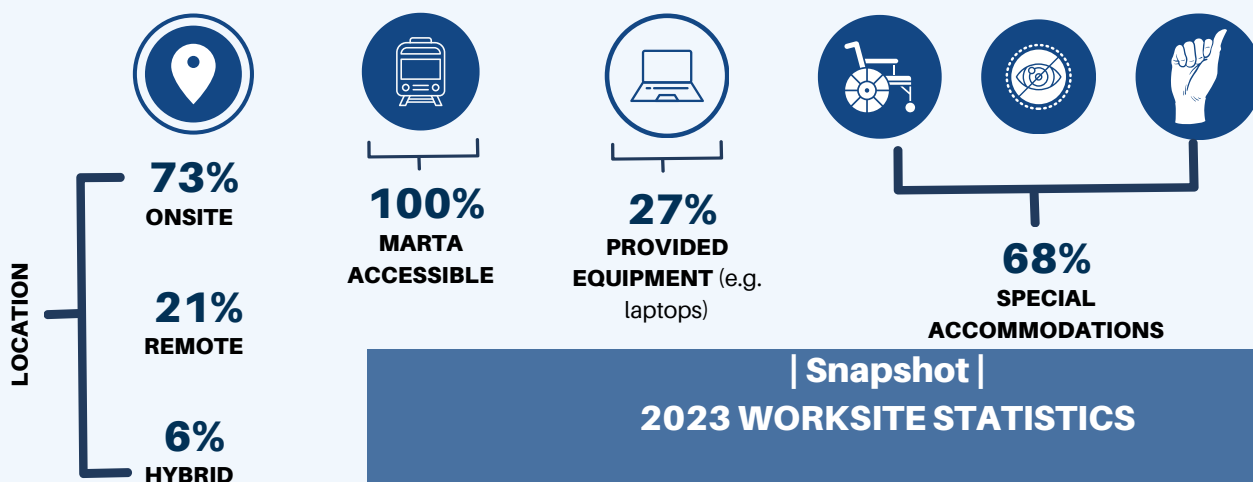 LOCATION
73%
ONSITE
21%
REMOTE
6%
HYBRID
100%
MARTA
ACCESSIBLE
27%
PROVIDED
EQUIPMENT (e.g.
laptops)
68%
SPECIAL
ACCOMMODATIONS
| Snapshot |
2023 WORKSITE STATISTICS